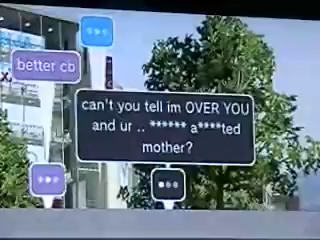 better cb
can't you tell im OVER YOU
and ur .. ****** a****ted
mother?